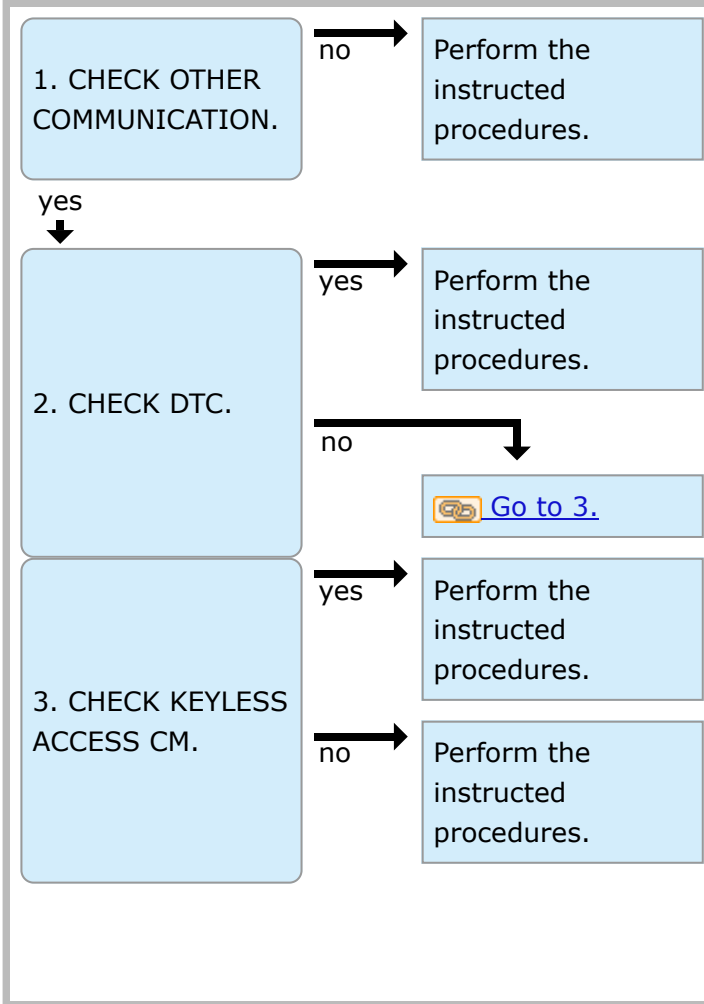 1. CHECK OTHER
COMMUNICATION.
no
Perform the
instructed
procedures.
yes
2. CHECK DTC.
yes
Perform the
instructed
procedures.
no
Go to 3.
3. CHECK KEYLESS
ACCESS CM.
yes
Perform the
instructed
procedures.
no
Perform the
instructed
procedures.